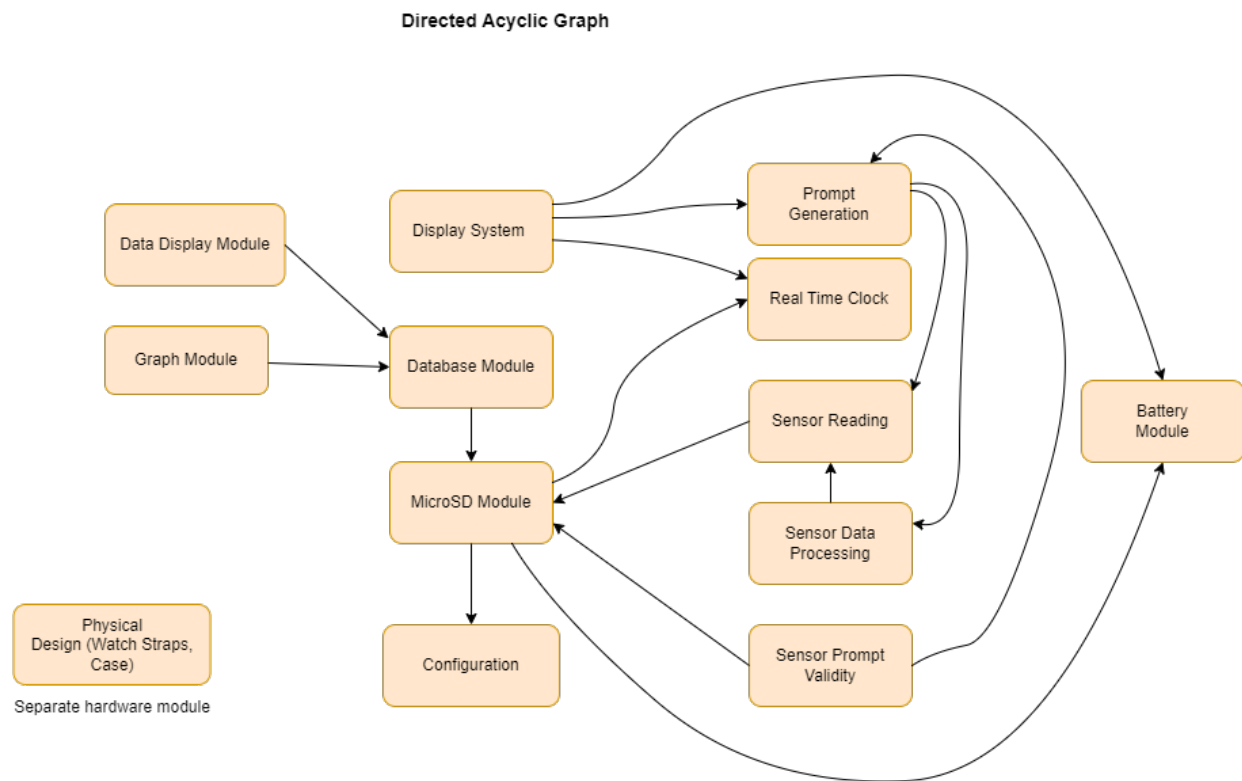 Directed Acyclic Graph
Prompt
Generation
Display System
Data Display Module
Real Time Clock
Graph Module
Database Module
Sensor Reading
Battery
Module
MicroSD Module
Sensor Data
Processing
Physical
Design (Watch Straps,
Case)
Configuration
Sensor Prompt
Validity
Separate hardware module